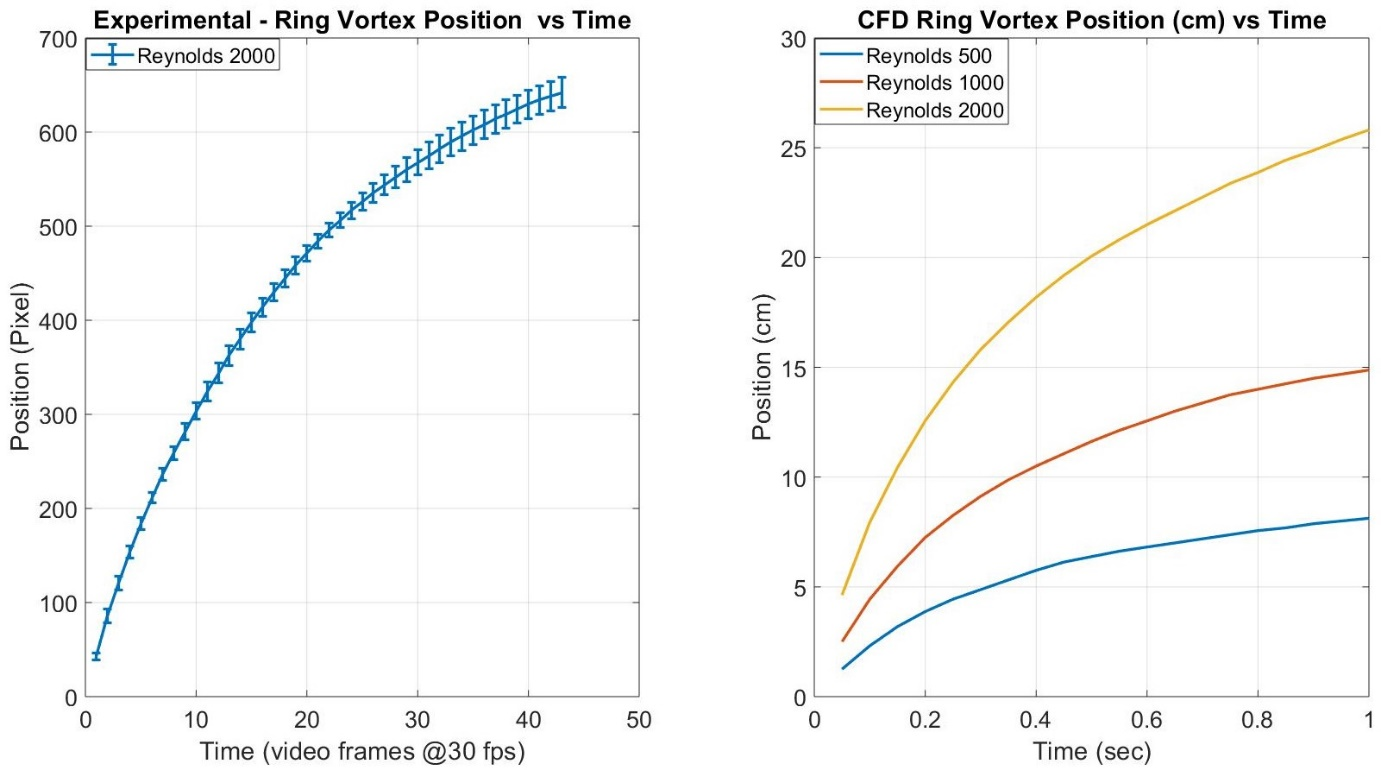 Experimental - Ring Vortex Position  vs Time
Reynolds 2000
700
600
500
400
300
200
100
0
Position (Pixel)
0 10 20 30 40 50
Time (video frames @30 fps)
CFD Ring Vortex Position (cm) vs Time
Reynolds 500
Reynolds 1000
Reynolds 2000
30
25
20
15
10
5
0
Position (cm)
0 0.2 0.4 0.6 0.8 1
Time (sec)